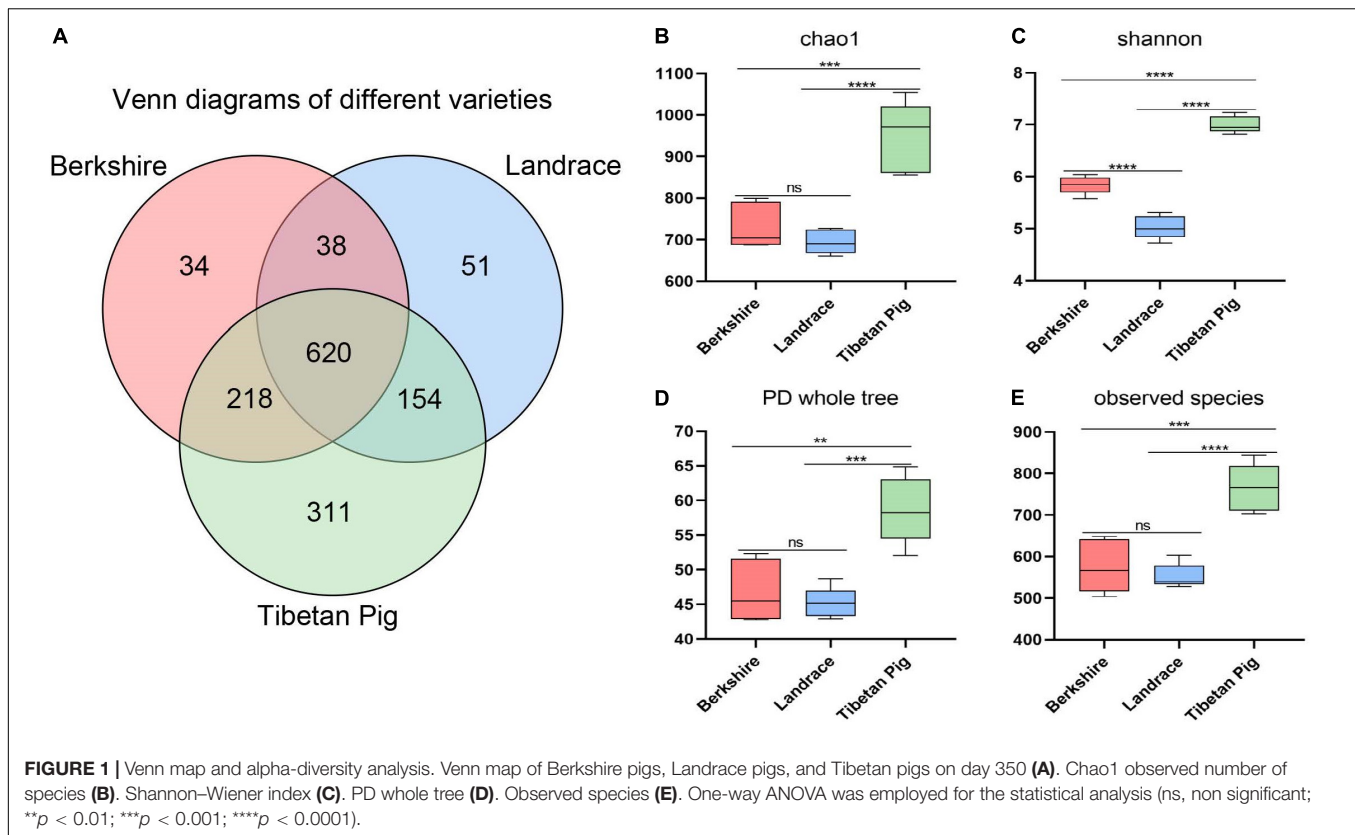 A
Venn diagrams of different varieties
Berkshire
Landrace
34
38
51
620
218
154
311
Tibetan Pig
B
chao1
1100
1000
900
800
700
600
***
****
ns
Berkshire
Landrace
Tibetan Pig
C
shannon
8
7
6
5
4
****
****
****
Berkshire
Landrace
Tibetan Pig
D
PD whole tree
70
65
60
55
50
45
40
**
***
ns
Berkshire
Landrace
Tibetan Pig
E
observed species
900
800
700
600
500
400
***
****
ns
Berkshire
Landrace
Tibetan Pig
FIGURE 1 | Venn map and alpha-diversity analysis. Venn map of Berkshire pigs, Landrace pigs, and Tibetan pigs on day 350 (A). Chao1 observed number of
species (B). Shannon–Wiener index (C). PD whole tree (D). Observed species (E). One-way ANOVA was employed for the statistical analysis (ns, non significant;
**p < 0.01; ***p < 0.001; ****p < 0.0001).